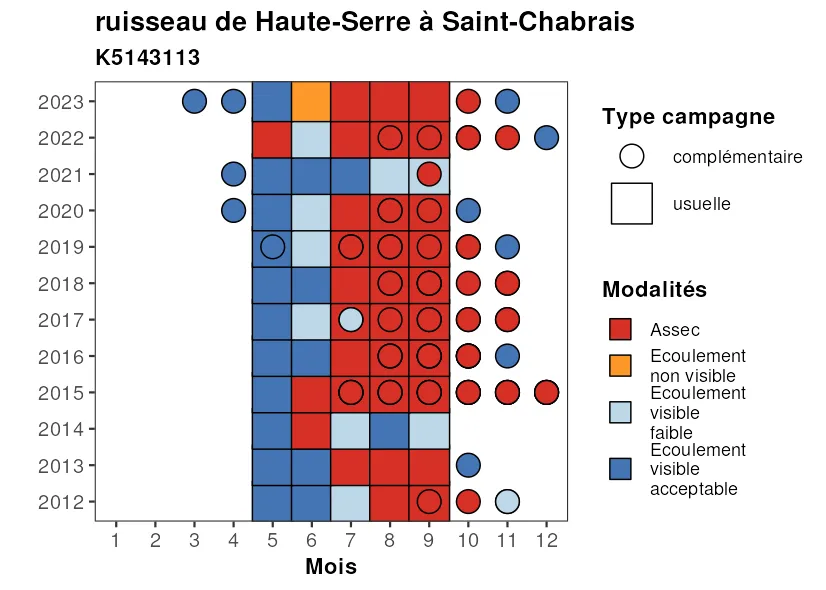 ruisseau de Haute-Serre à Saint-Chabrais
K5143113
2023
2022
2021
2020
2019
2018
2017
2016
2015
2014
2013
2012
1 2 3 4 5 6 7 8 9 10 11 12
Mois
Type campagne
complémentaire
usuelle
Modalités
Assec
Ecoulement
non visible
Ecoulement
visible
faible
Ecoulement
visible
acceptable